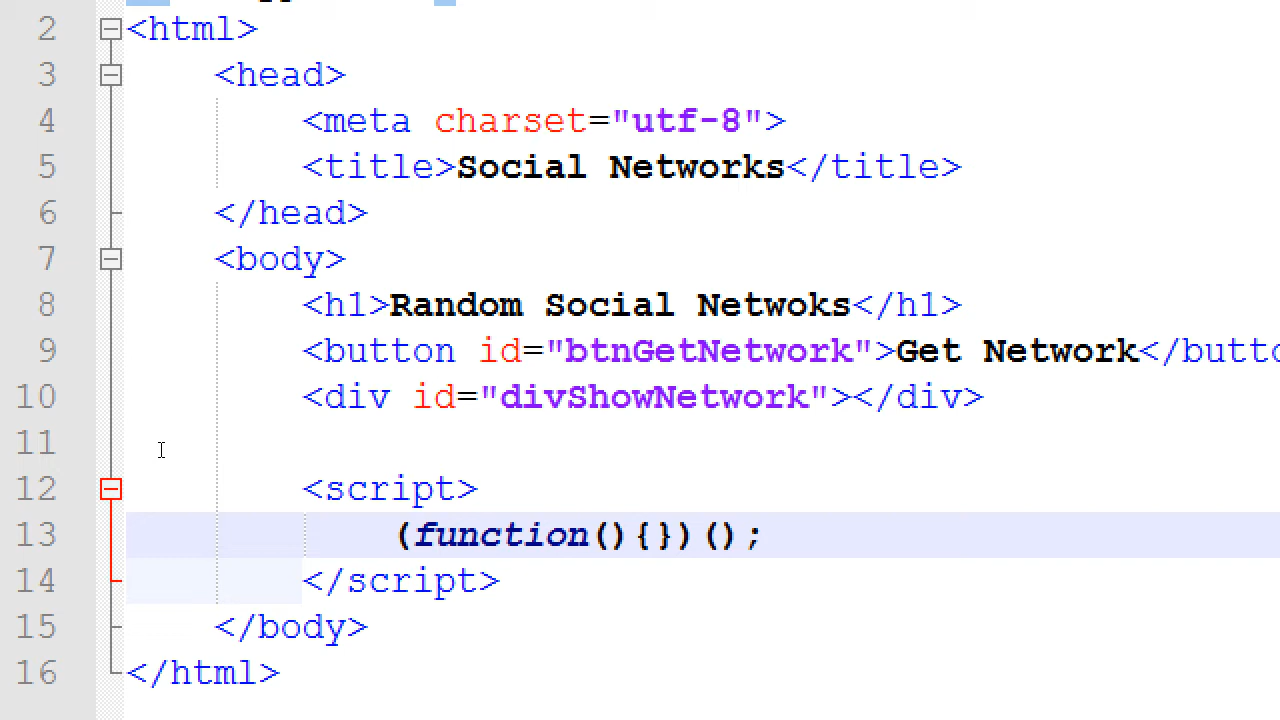 2 <html>
3 <head>
4 <meta charset="utf-8">
5 <title>Social Networks</title>
6 </head>
7 <body>
8 <h1>Random Social Netwoks</h1>
9 <button id="btnGetNetwork">Get Network</butto
10 <div id="divShowNetwork"></div>
11
12 <script>
13 (function(){})();
14 </script>
15 </body>
16 </html>